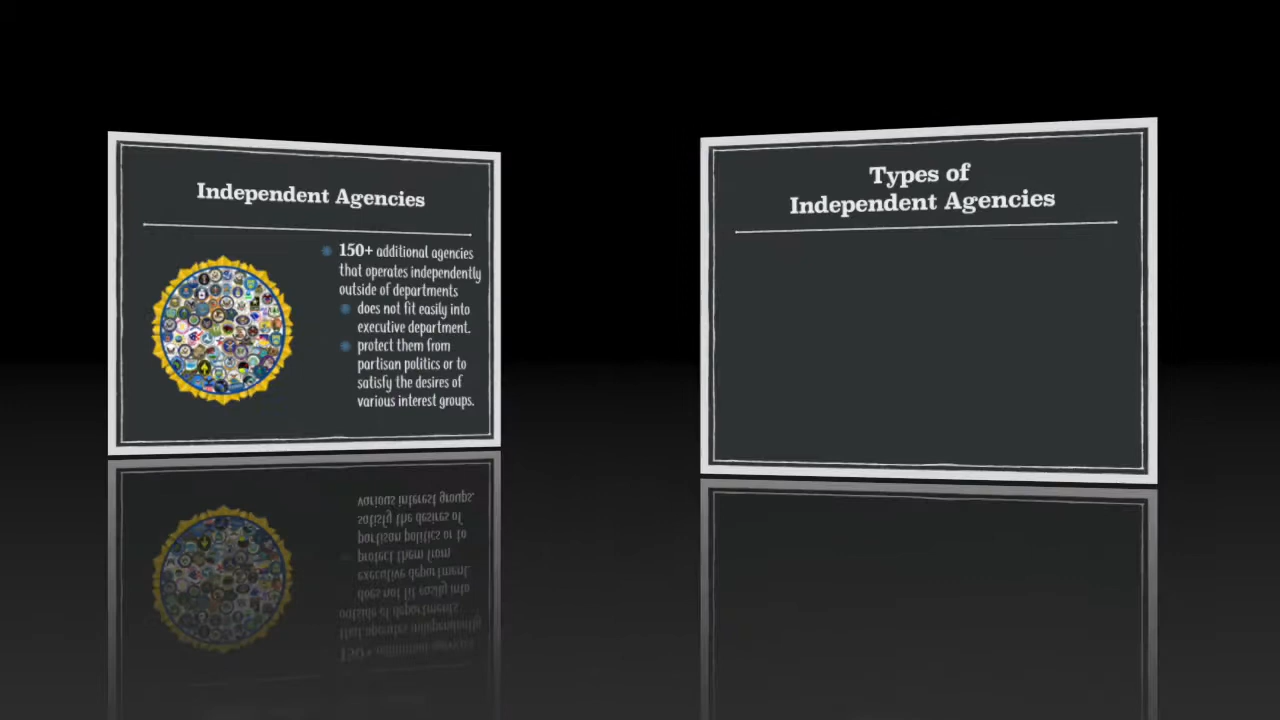 Independent Agencies
150+ additional agencies
that operates independently
outside of departments
does not fit easily into
executive department.
protect them from
partisan politics or to
satisfy the desires of
various interest groups.
Types of
Independent Agencies